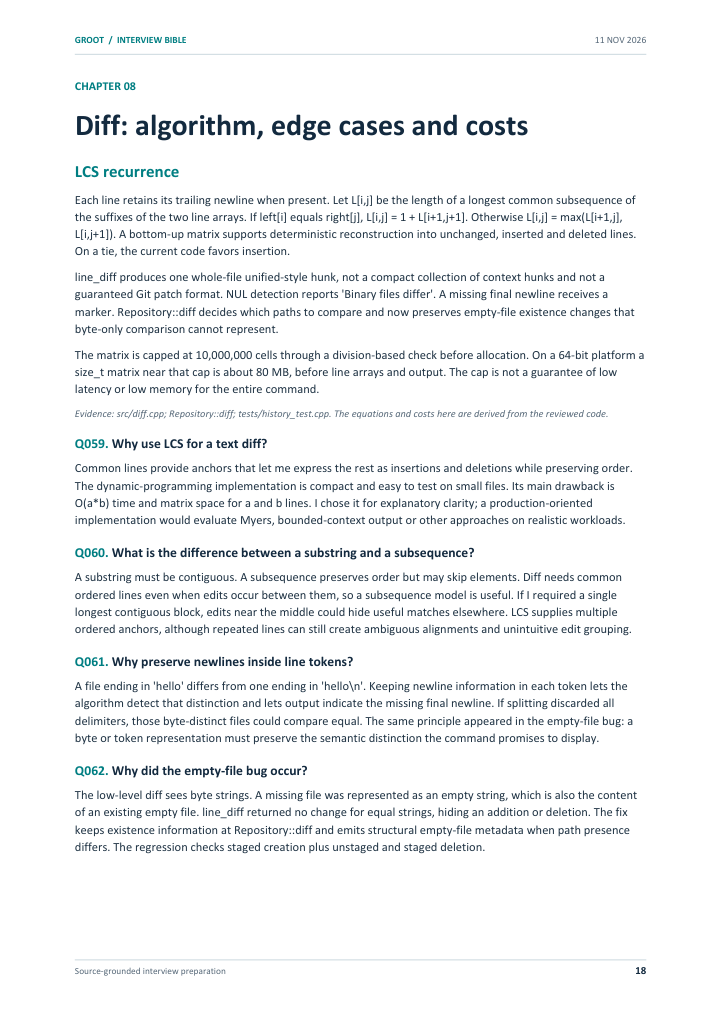 GROOT / INTERVIEW BIBLE
11 NOV 2026
CHAPTER 08
Diff: algorithm, edge cases and costs
LCS recurrence
Each line retains its trailing newline when present. Let L[i,j] be the length of a longest common subsequence of
the suffixes of the two line arrays. If left[i] equals right[j], L[i,j] = 1 + L[i+1,j+1]. Otherwise L[i,j] = max(L[i+1,j],
L[i,j+1]). A bottom-up matrix supports deterministic reconstruction into unchanged, inserted and deleted lines.
On a tie, the current code favors insertion.
line_diff produces one whole-file unified-style hunk, not a compact collection of context hunks and not a
guaranteed Git patch format. NUL detection reports 'Binary files differ'. A missing final newline receives a
marker. Repository::diff decides which paths to compare and now preserves empty-file existence changes that
byte-only comparison cannot represent.
The matrix is capped at 10,000,000 cells through a division-based check before allocation. On a 64-bit platform a
size_t matrix near that cap is about 80 MB, before line arrays and output. The cap is not a guarantee of low
latency or low memory for the entire command.
Evidence: src/diff.cpp; Repository::diff; tests/history_test.cpp. The equations and costs here are derived from the reviewed code.
Q059. Why use LCS for a text diff?
Common lines provide anchors that let me express the rest as insertions and deletions while preserving order.
The dynamic-programming implementation is compact and easy to test on small files. Its main drawback is
O(a*b) time and matrix space for a and b lines. I chose it for explanatory clarity; a production-oriented
implementation would evaluate Myers, bounded-context output or other approaches on realistic workloads.
Q060. What is the difference between a substring and a subsequence?
A substring must be contiguous. A subsequence preserves order but may skip elements. Diff needs common
ordered lines even when edits occur between them, so a subsequence model is useful. If I required a single
longest contiguous block, edits near the middle could hide useful matches elsewhere. LCS supplies multiple
ordered anchors, although repeated lines can still create ambiguous alignments and unintuitive edit grouping.
Q061. Why preserve newlines inside line tokens?
A file ending in 'hello' differs from one ending in 'hello\n'. Keeping newline information in each token lets the
algorithm detect that distinction and lets output indicate the missing final newline. If splitting discarded all
delimiters, those byte-distinct files could compare equal. The same principle appeared in the empty-file bug: a
byte or token representation must preserve the semantic distinction the command promises to display.
Q062. Why did the empty-file bug occur?
The low-level diff sees byte strings. A missing file was represented as an empty string, which is also the content
of an existing empty file. line_diff returned no change for equal strings, hiding an addition or deletion. The fix
keeps existence information at Repository::diff and emits structural empty-file metadata when path presence
differs. The regression checks staged creation plus unstaged and staged deletion.
Source-grounded interview preparation
18